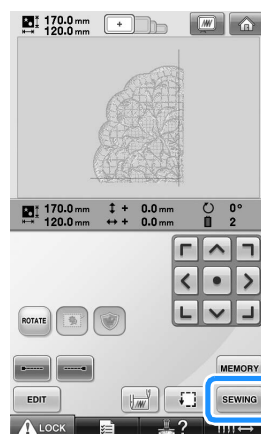 170.0 mm
120.0 mm
170.0 mm + 0.0 mm 0°
120.0 mm + 0.0 mm 2
ROTATE
MEMORY
EDIT
SEWING
LOCK ?